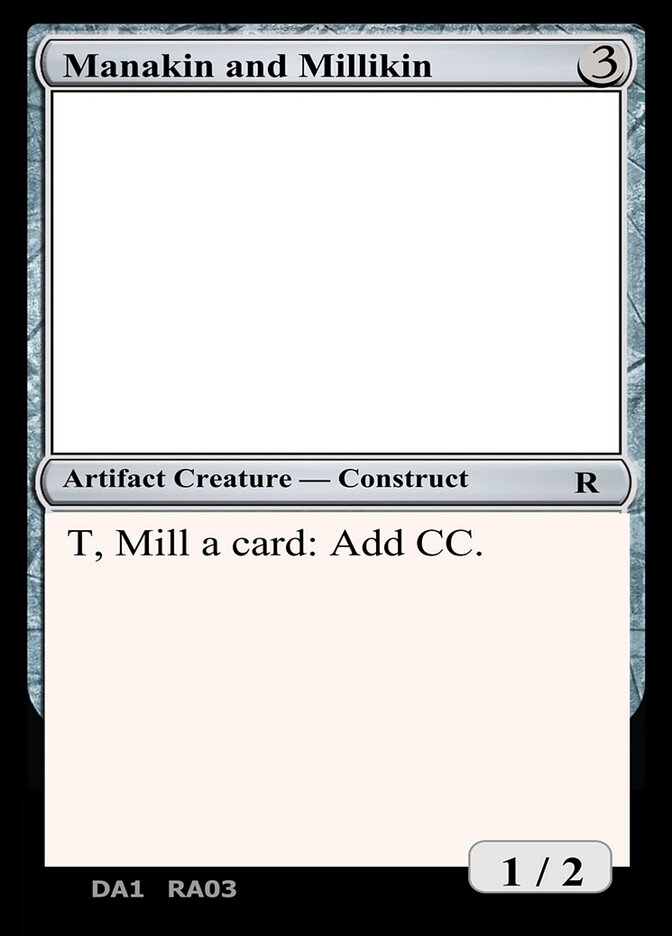 Manakin and Millikin 3
Artifact Creature — Construct R
T, Mill a card: Add CC.
1 / 2
DA1 RA03